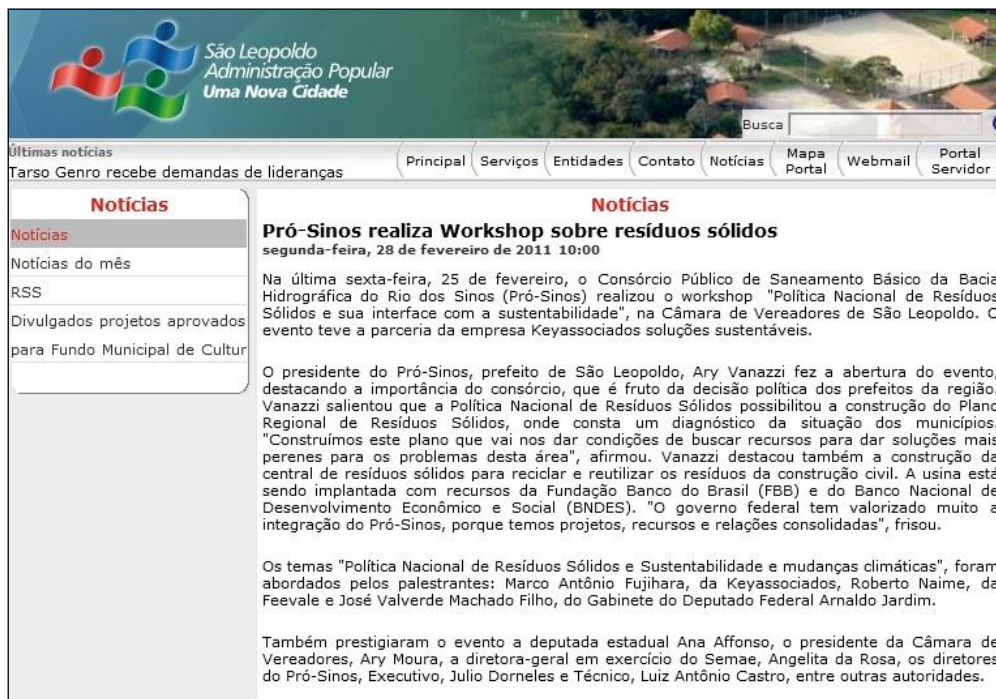 São Leopoldo
Administração Popular
Uma Nova Cidade
Busca
Últimas notícias
Tarso Genro recebe demandas de lideranças
Principal
Serviços
Entidades
Contato
Notícias
Mapa
Portal
Webmail
Portal
Servidor
Notícias
Notícias
Notícias do mês
RSS
Divulgados projetos aprovados
para Fundo Municipal de Cultur
Notícias
Pró-Sinos realiza Workshop sobre resíduos sólidos
segunda-feira, 28 de fevereiro de 2011 10:00
Na última sexta-feira, 25 de fevereiro, o Consórcio Público de Saneamento Básico da Bacia
Hidrográfica do Rio dos Sinos (Pró-Sinos) realizou o workshop "Política Nacional de Resíduos
Sólidos e sua interface com a sustentabilidade", na Câmara de Vereadores de São Leopoldo. O
evento teve a parceria da empresa Keyassociados soluções sustentáveis.
O presidente do Pró-Sinos, prefeito de São Leopoldo, Ary Vanazzi fez a abertura do evento,
destacando a importância do consórcio, que é fruto da decisão política dos prefeitos da região.
Vanazzi salientou que a Política Nacional de Resíduos Sólidos possibilitou a construção do Plano
Regional de Resíduos Sólidos, onde consta um diagnóstico da situação dos municípios.
"Construímos este plano que vai nos dar condições de buscar recursos para dar soluções mais
perenes para os problemas desta área", afirmou. Vanazzi destacou também a construção da
central de resíduos sólidos para reciclar e reutilizar os resíduos da construção civil. A usina está
sendo implantada com recursos da Fundação Banco do Brasil (FBB) e do Banco Nacional de
Desenvolvimento Econômico e Social (BNDES). "O governo federal tem valorizado muito a
integração do Pró-Sinos, porque temos projetos, recursos e relações consolidadas", frisou.
Os temas "Política Nacional de Resíduos Sólidos e Sustentabilidade e mudanças climáticas", foram
abordados pelos palestrantes: Marco Antônio Fujihara, da Keyassociados, Roberto Naime, da
Feevale e José Valverde Machado Filho, do Gabinete do Deputado Federal Arnaldo Jardim.
Também prestigiaram o evento a deputada estadual Ana Affonso, o presidente da Câmara de
Vereadores, Ary Moura, a diretora-geral em exercício do Semae, Angelita da Rosa, os diretores
do Pró-Sinos, Executivo, Julio Dorneles e Técnico, Luiz Antônio Castro, entre outras autoridades.